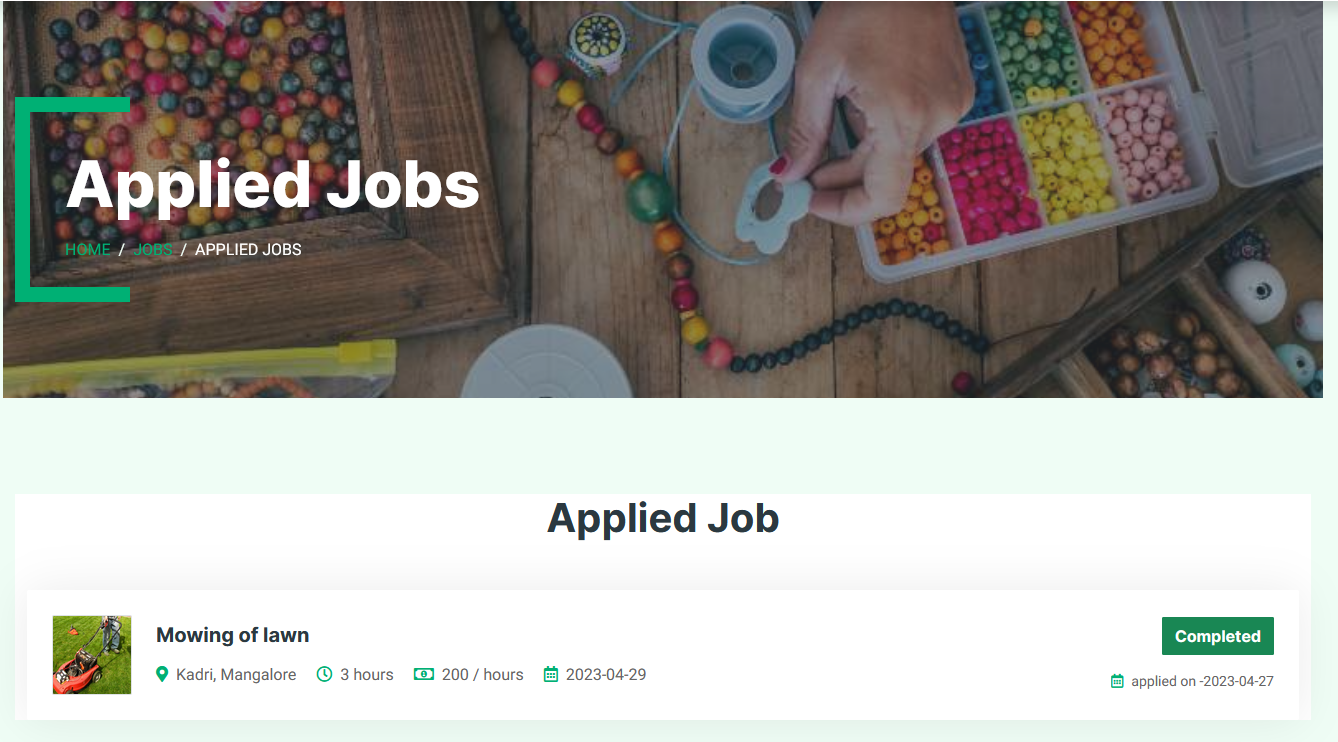 Applied Jobs
HOME / JOBS / APPLIED JOBS
Applied Job
Mowing of lawn
Completed
Kadri, Mangalore 3 hours 200 / hours 2023-04-29
applied on -2023-04-27